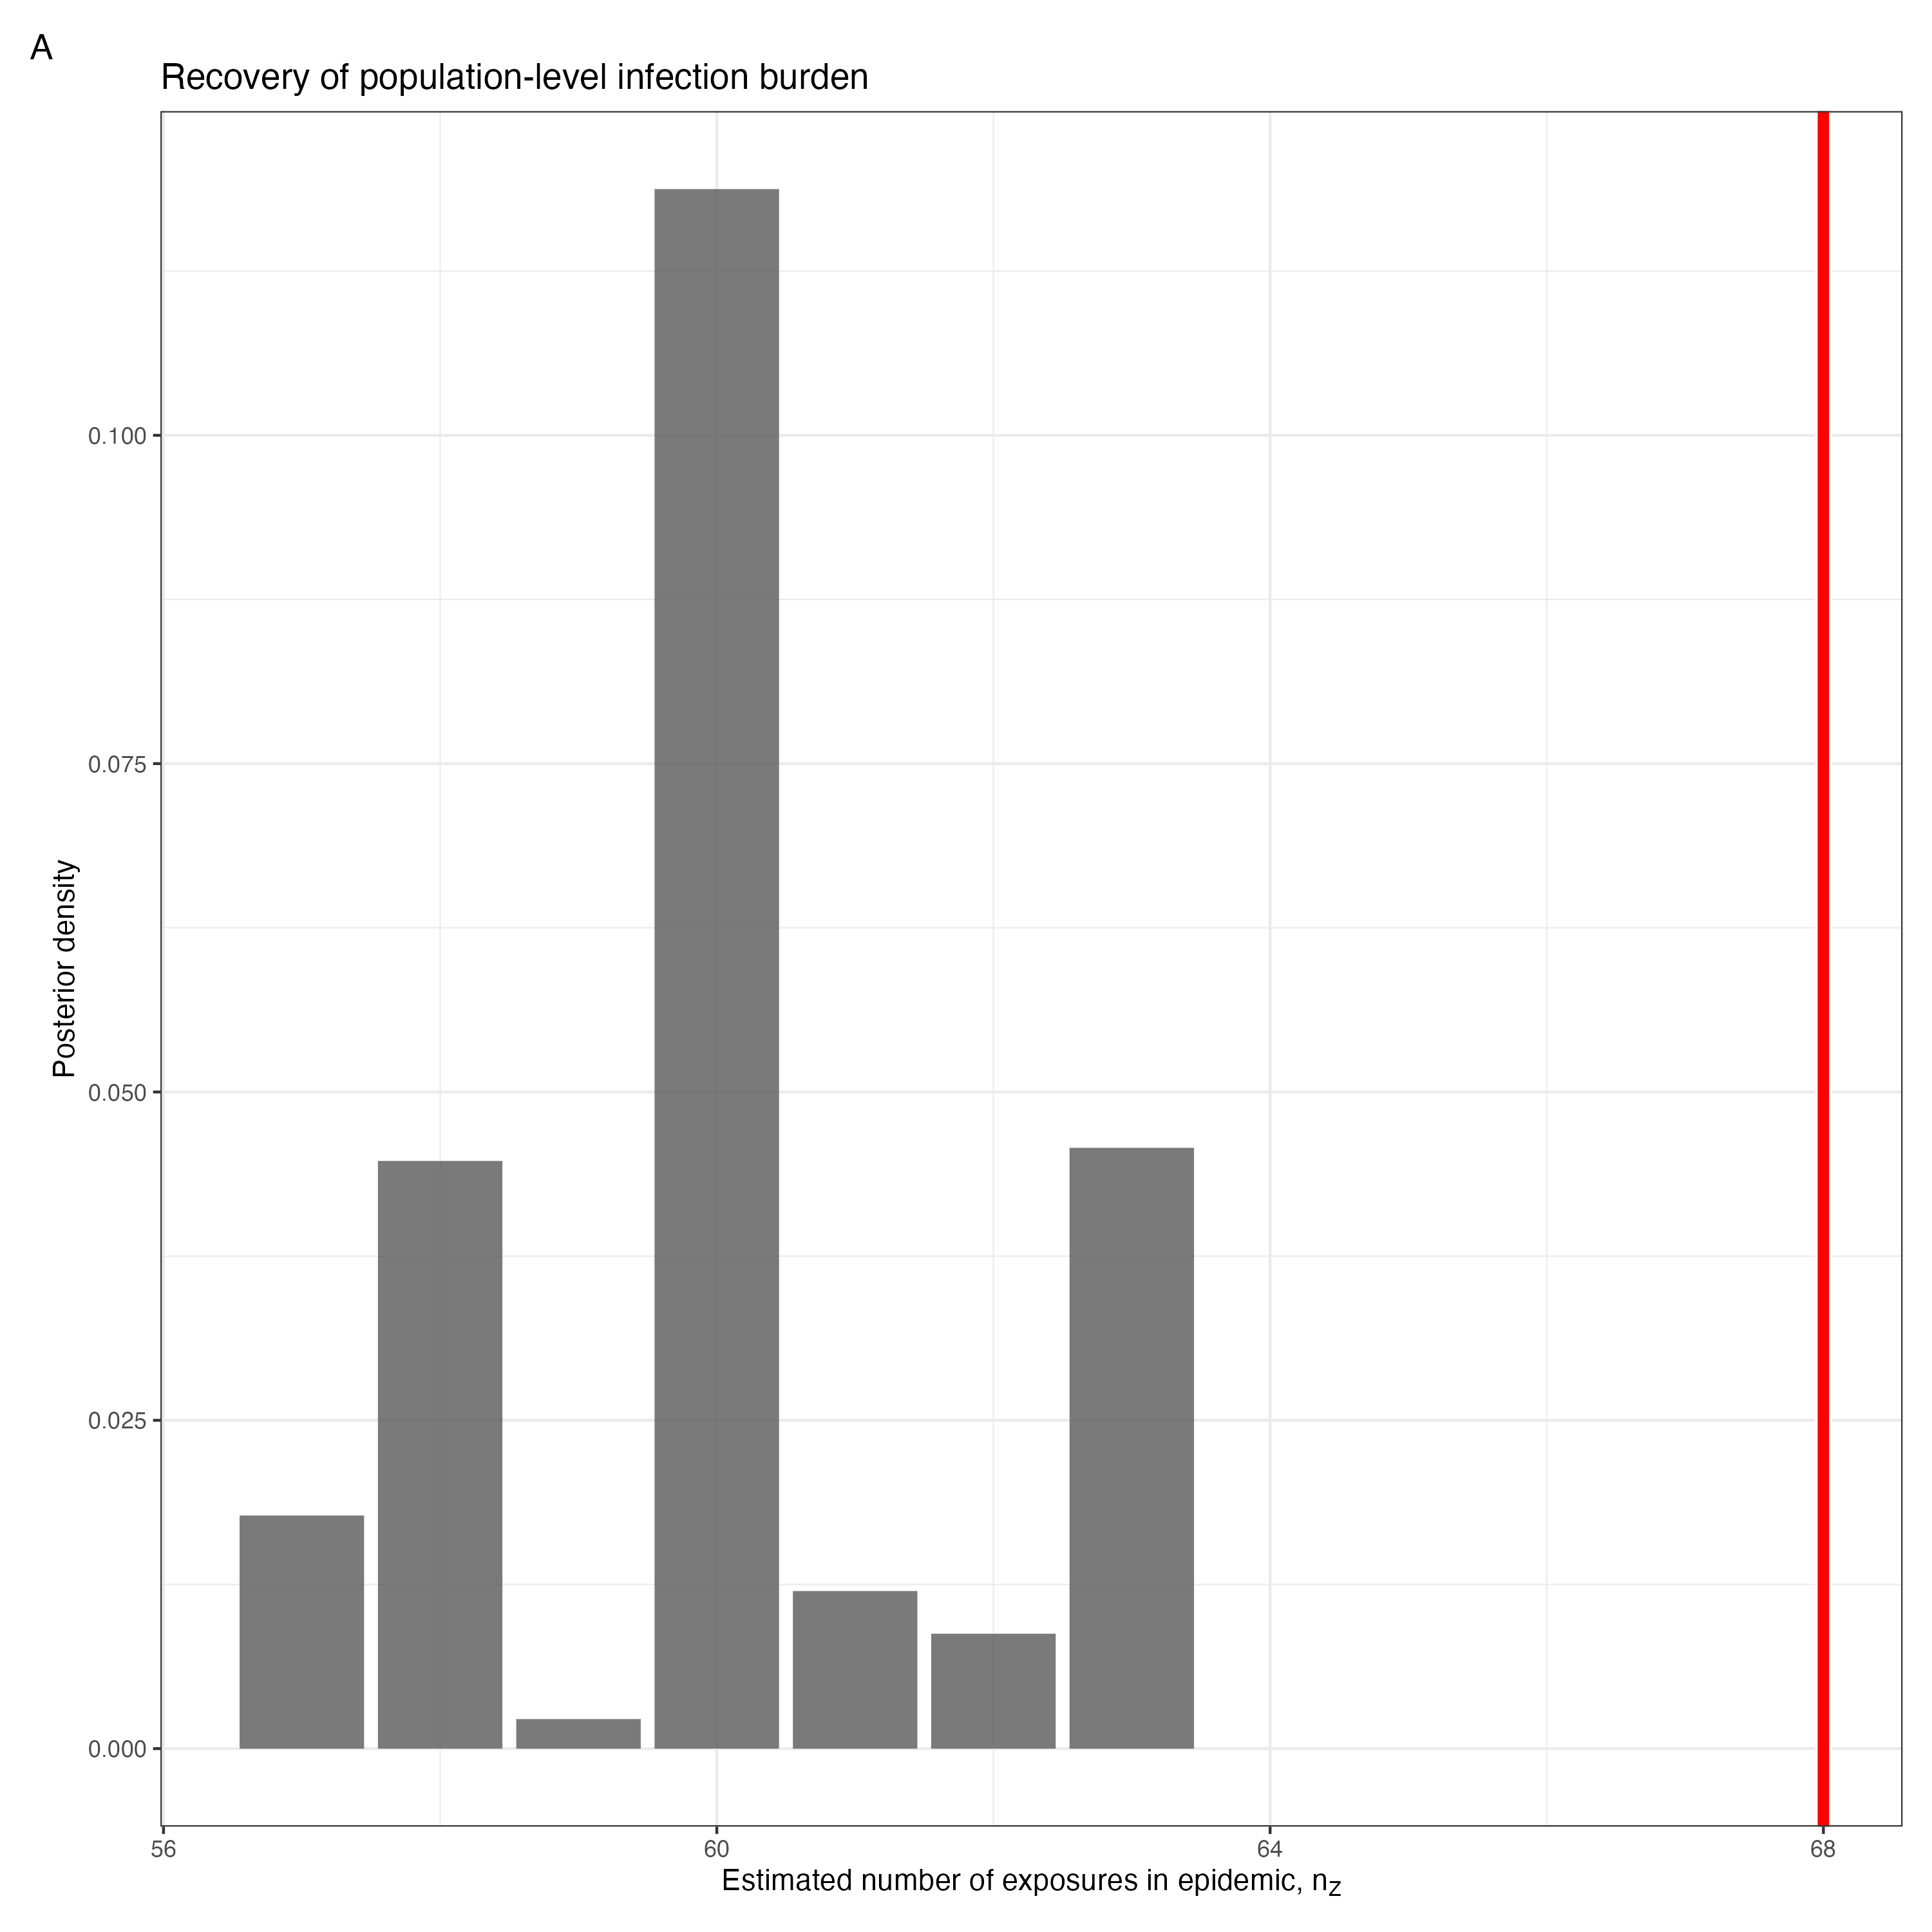 A
Recovery of population-level infection burden
Posterior density
0.100
0.075
0.050
0.025
0.000
56 60 64 68
Estimated number of exposures in epidemic, nZ